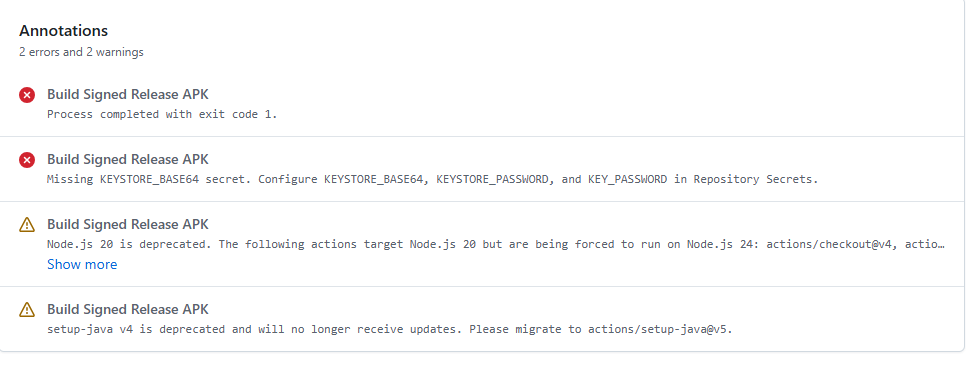 Annotations
2 errors and 2 warnings
Build Signed Release APK
Process completed with exit code 1.
Build Signed Release APK
Missing KEYSTORE_BASE64 secret. Configure KEYSTORE_BASE64, KEYSTORE_PASSWORD, and KEY_PASSWORD in Repository Secrets.
Build Signed Release APK
Node.js 20 is deprecated. The following actions target Node.js 20 but are being forced to run on Node.js 24: actions/checkout@v4, actio…
Show more
Build Signed Release APK
setup-java v4 is deprecated and will no longer receive updates. Please migrate to actions/setup-java@v5.